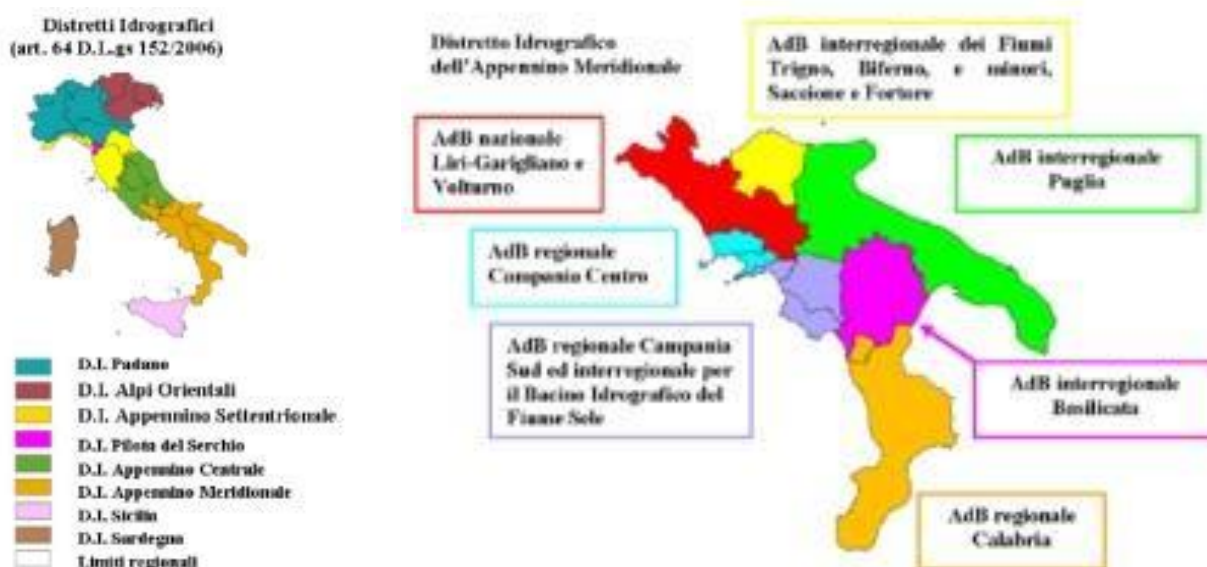 Distretti Idrografici
(art. 64 D.L.gs 152/2006)
D.I. Padano
D.I. Alpi Orientali
D.I. Appennino Settentrionale
D.I. Pilota del Serchio
D.I. Appennino Centrale
D.I. Appennino Meridionale
D.I. Sicilia
D.I. Sardegna
Limiti regionali
Distretto Idrografico
dell'Appennino Meridionale
AdB interregionale dei Fiumi
Trigno, Biferno, e minori,
Saccione e Fortore
AdB nazionale
Liri-Garigliano e
Volturno
AdB interregionale
Puglia
AdB regionale
Campania Centro
AdB regionale Campania
Sud ed interregionale per
il Bacino Idrografico del
Fiume Sele
AdB interregionale
Basilicata
AdB regionale
Calabria